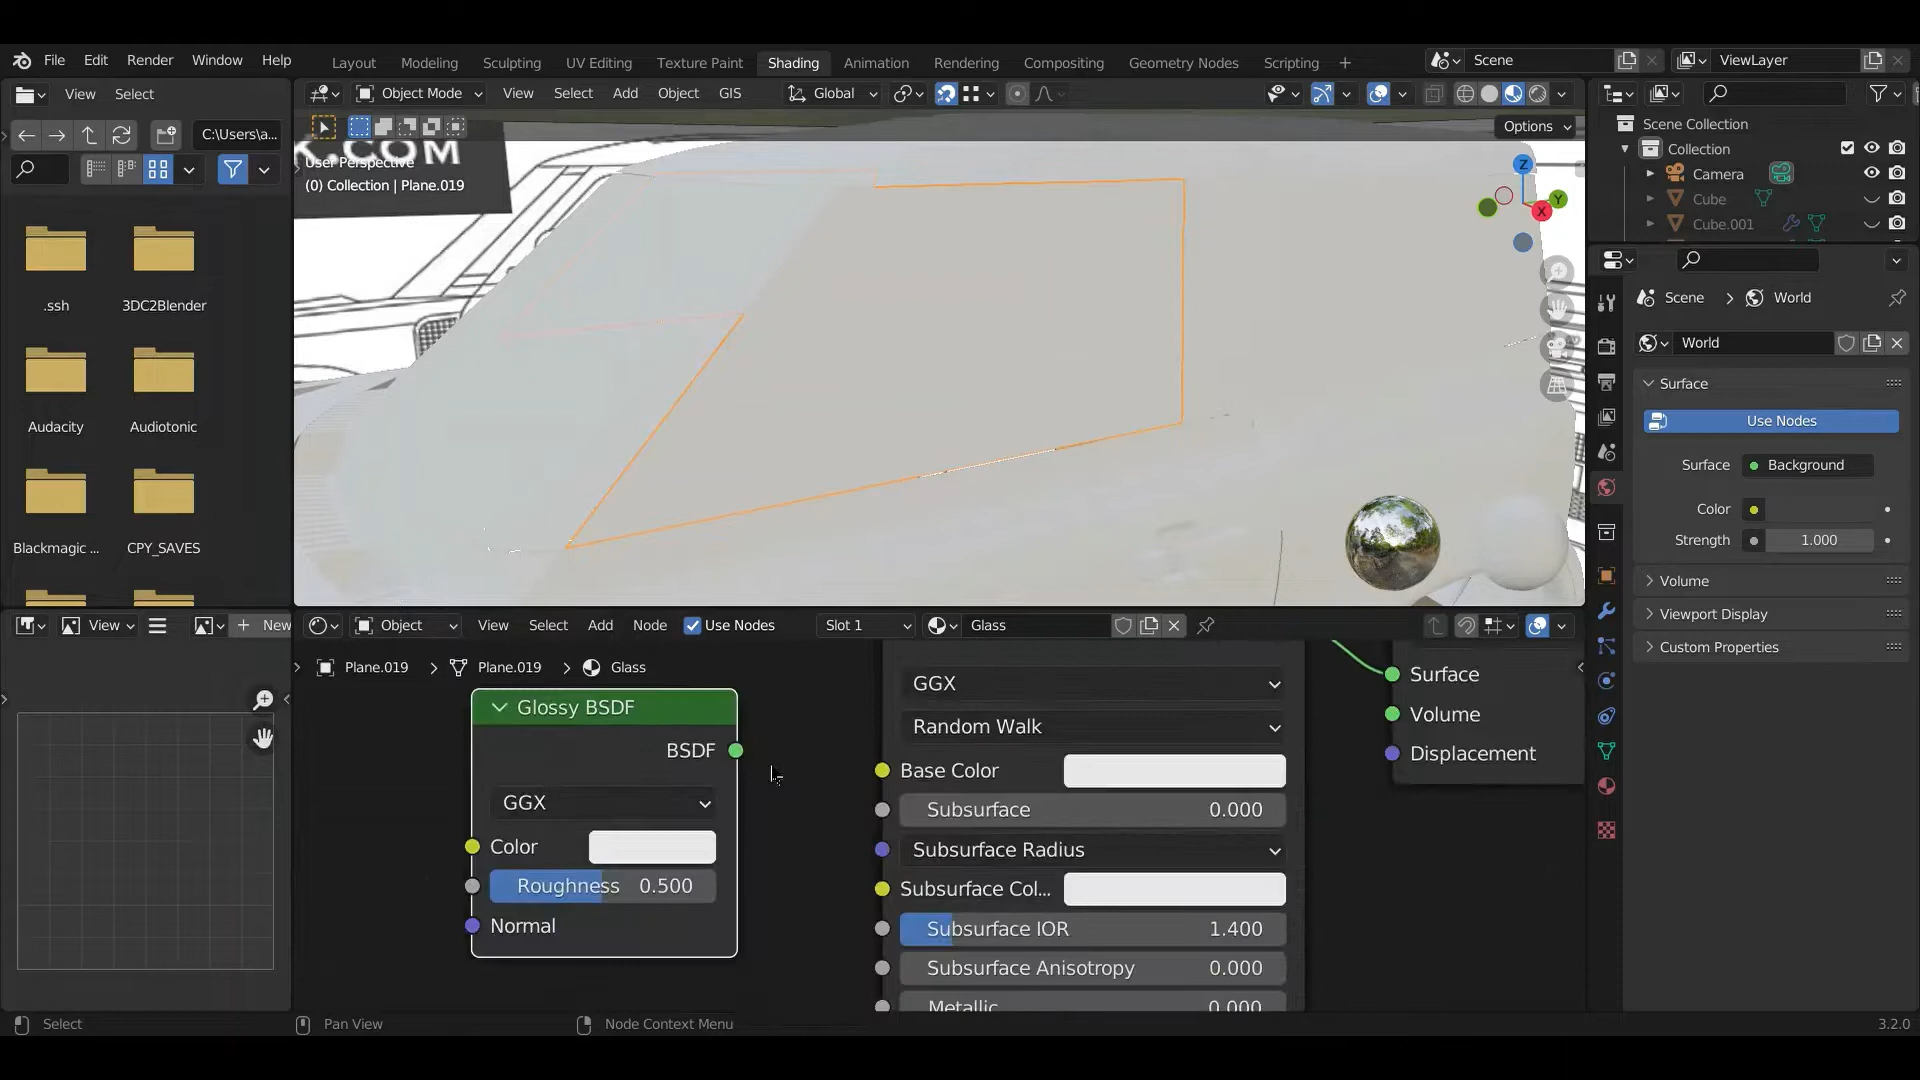 File Edit Render Window Help
Layout Modeling Sculpting UV Editing Texture Paint Shading Animation Rendering Compositing Geometry Nodes Scripting +
Scene
ViewLayer
View Select
Object Mode View Select Add Object GIS Global
C:\Users\a...
Options
K.COM
User Perspective
(0) Collection | Plane.019
Z
Y
X
Scene Collection
Collection
Camera
Cube
Cube.001
.ssh
3DC2Blender
Audacity
Audiotonic
Blackmagic ...
CPY_SAVES
Scene > World
World
Surface
Use Nodes
Surface Background
Color
Strength 1.000
Volume
Viewport Display
Custom Properties
View + New
Object View Select Add Node Use Nodes Slot 1 Glass
Plane.019 > Plane.019 > Glass
Glossy BSDF
BSDF
GGX
Color
Roughness 0.500
Normal
GGX
Random Walk
Base Color
Subsurface 0.000
Subsurface Radius
Subsurface Col...
Subsurface IOR 1.400
Subsurface Anisotropy 0.000
Metallic 0.000
Surface
Volume
Displacement
Select Pan View Node Context Menu 3.2.0